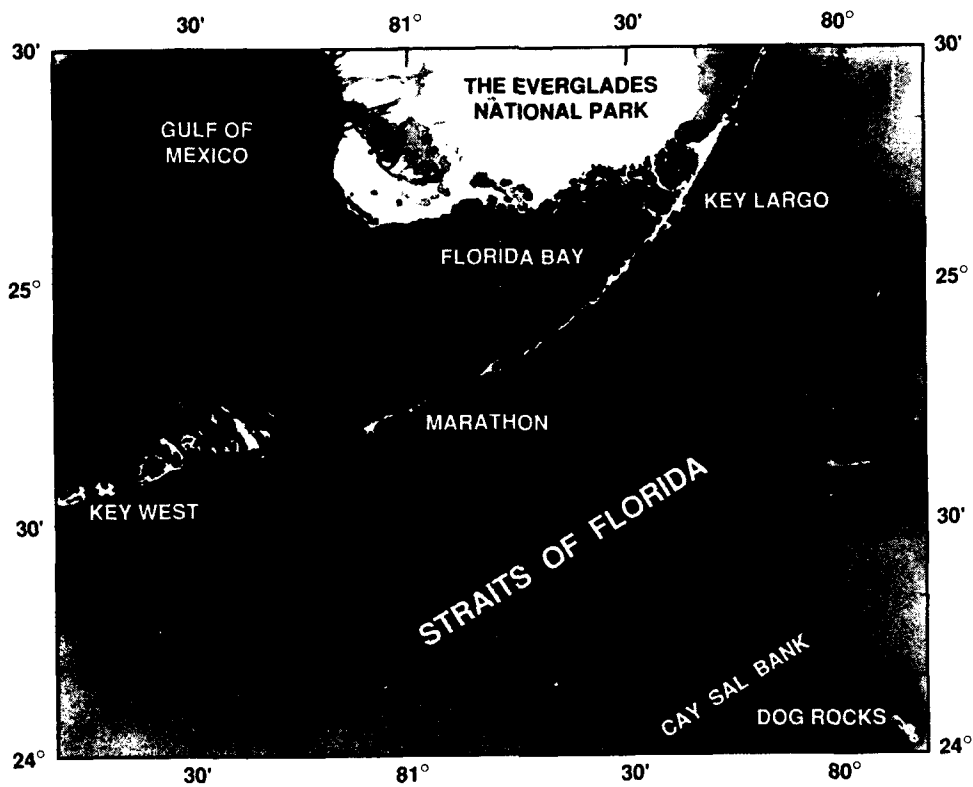 30' 81° 30' 80°
30' 30'
THE EVERGLADES
NATIONAL PARK
GULF OF
MEXICO
KEY LARGO
FLORIDA BAY
25° 25°
MARATHON
KEY WEST
30' 30'
STRAITS OF FLORIDA
CAY SAL BANK
DOG ROCKS
24° 24°
30' 81° 30' 80°